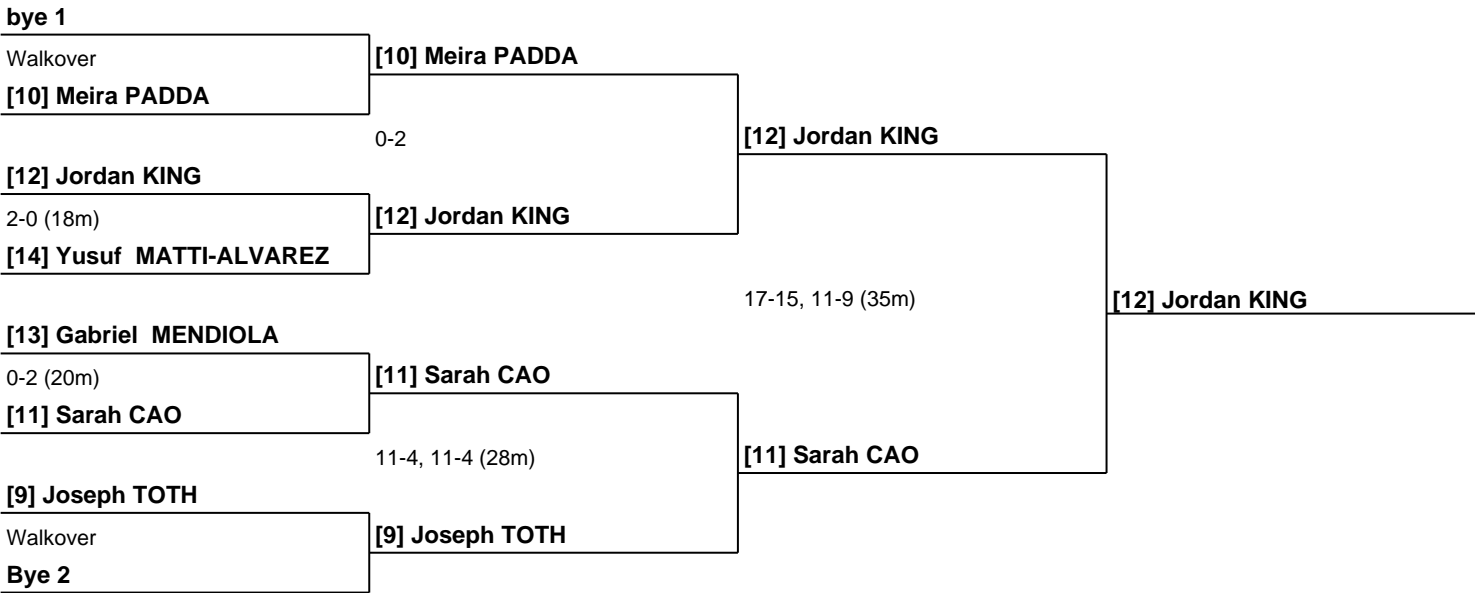 bye 1
Walkover
[10] Meira PADDA
[10] Meira PADDA
0-2
[12] Jordan KING
[12] Jordan KING
2-0 (18m)
[12] Jordan KING
[14] Yusuf  MATTI-ALVAREZ
17-15, 11-9 (35m)
[12] Jordan KING
[13] Gabriel  MENDIOLA
0-2 (20m)
[11] Sarah CAO
[11] Sarah CAO
11-4, 11-4 (28m)
[11] Sarah CAO
[9] Joseph TOTH
Walkover
[9] Joseph TOTH
Bye 2